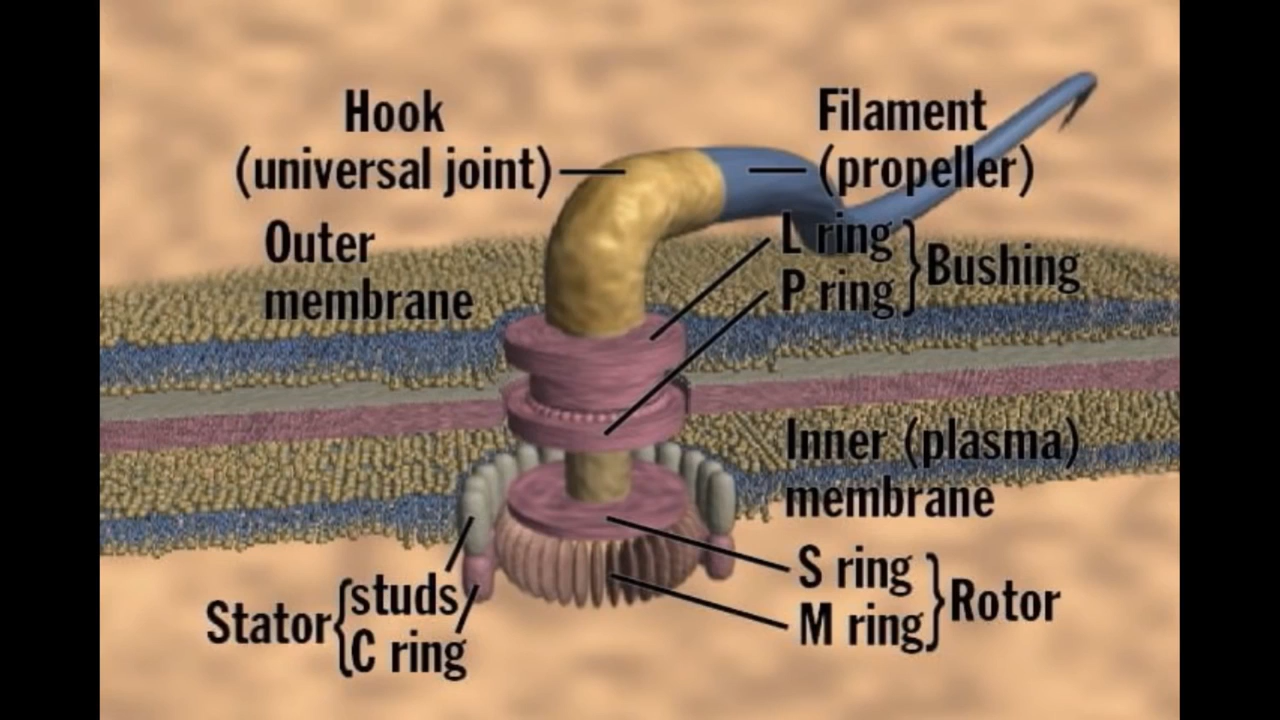 Hook
(universal joint)
Filament
(propeller)
Outer
membrane
L ring
P ring
Bushing
Inner (plasma)
membrane
S ring
M ring
Rotor
Stator
studs
C ring